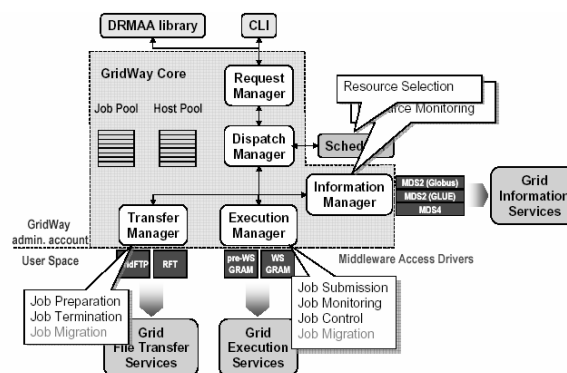 DRMAA library
CLI
GridWay Core
Request
Manager
Job Pool
Host Pool
Dispatch
Manager
Resource Selection
Monitoring
Information
Manager
MDS2 (Globus)
MDS2 (GLUE)
MDS4
Grid
Information
Services
GridWay
admin. account
User Space
Transfer
Manager
Execution
Manager
Middleware Access Drivers
RFT
pre-WS
GRAM
WS
GRAM
Job Preparation
Job Termination
Job Migration
Job Submission
Job Monitoring
Job Control
Job Migration
Grid
File Transfer
Services
Grid
Execution
Services